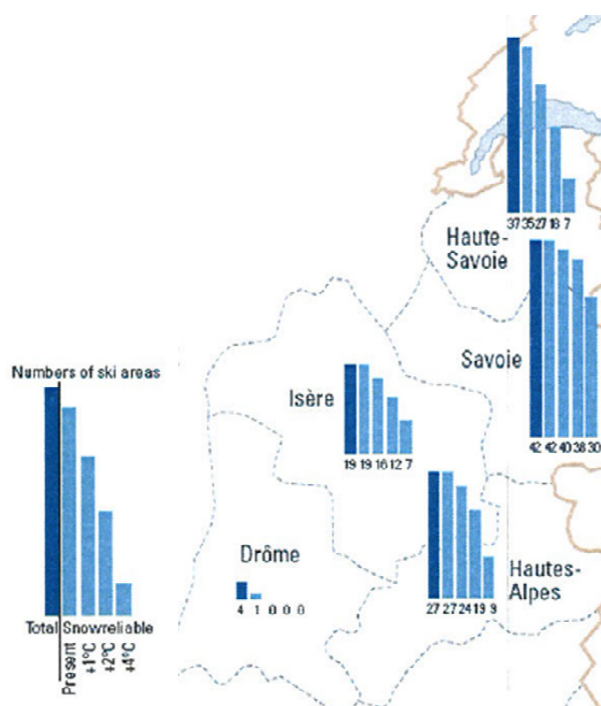 37 35 27 18 7
Haute-
Savoie
Savoie
42 42 40 38 30
Isère
19 19 16 12 7
Hautes-
Alpes
27 27 24 19 9
Drôme
4 1 0 0 0
Numbers of ski areas
Total Snowreliable
Present
+1°C
+2°C
+4°C